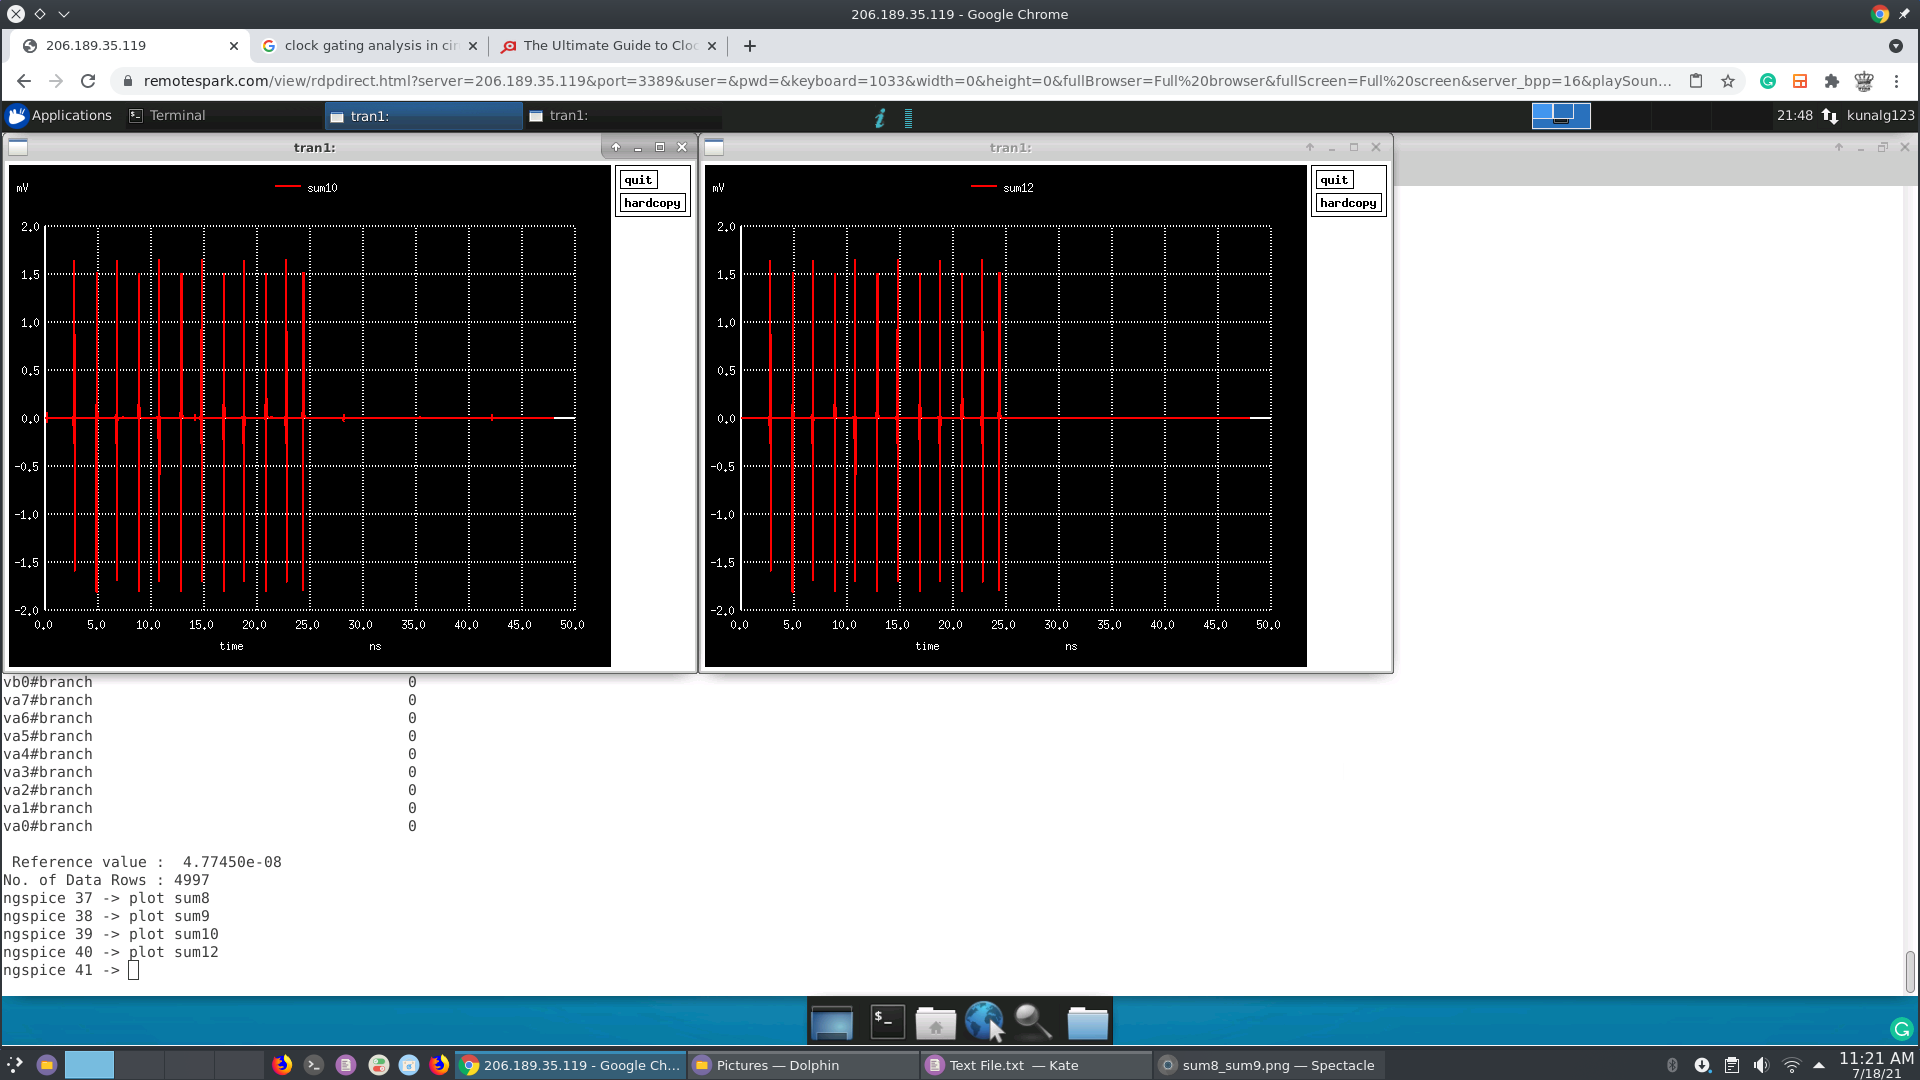 206.189.35.119 - Google Chrome
206.189.35.119
clock gating analysis in cir
The Ultimate Guide to Cloc
remotespark.com/view/rdpdirect.html?server=206.189.35.119&port=3389&user=&pwd=&keyboard=1033&width=0&height=0&fullBrowser=Full%20browser&fullScreen=Full%20screen&server_bpp=16&playSoun...
Applications
Terminal
tran1:
tran1:
21:48
kunalg123
tran1:
tran1:
mV
sum10
quit
hardcopy
2.0
1.5
1.0
0.5
0.0
-0.5
-1.0
-1.5
-2.0
0.0 5.0 10.0 15.0 20.0 25.0 30.0 35.0 40.0 45.0 50.0
time ns
mV
sum12
quit
hardcopy
2.0
1.5
1.0
0.5
0.0
-0.5
-1.0
-1.5
-2.0
0.0 5.0 10.0 15.0 20.0 25.0 30.0 35.0 40.0 45.0 50.0
time ns
vb0#branch 0
va7#branch 0
va6#branch 0
va5#branch 0
va4#branch 0
va3#branch 0
va2#branch 0
va1#branch 0
va0#branch 0
Reference value : 4.77450e-08
No. of Data Rows : 4997
ngspice 37 -> plot sum8
ngspice 38 -> plot sum9
ngspice 39 -> plot sum10
ngspice 40 -> plot sum12
ngspice 41 ->
206.189.35.119 - Google Ch...
Pictures — Dolphin
Text File.txt — Kate
sum8_sum9.png — Spectacle
11:21 AM
7/18/21